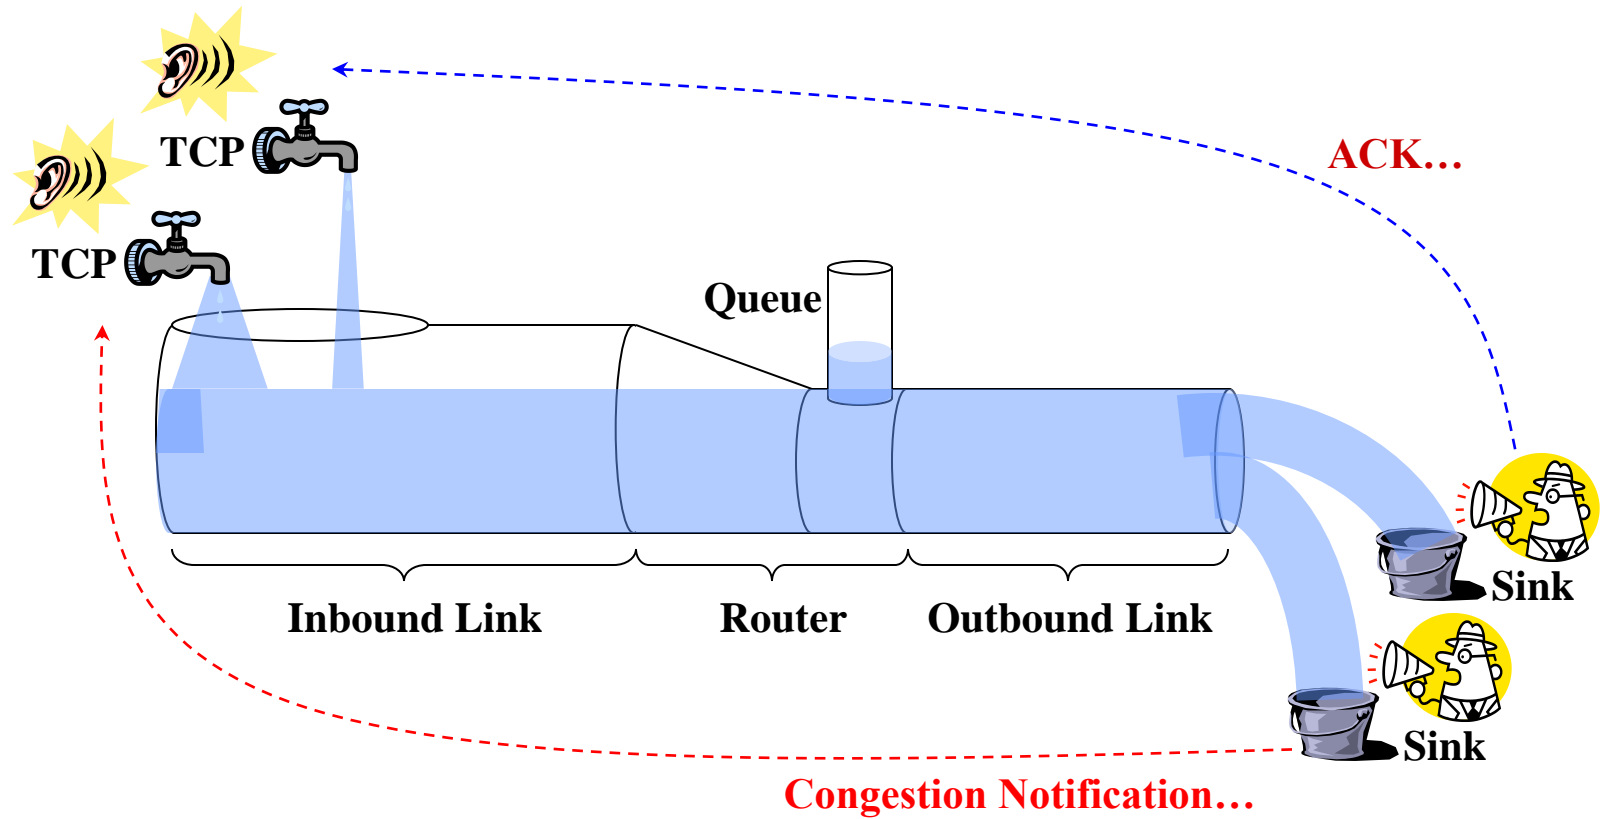 TCP
ACK…
TCP
Queue
Sink
Inbound Link
Router
Outbound Link
Sink
Congestion Notification…